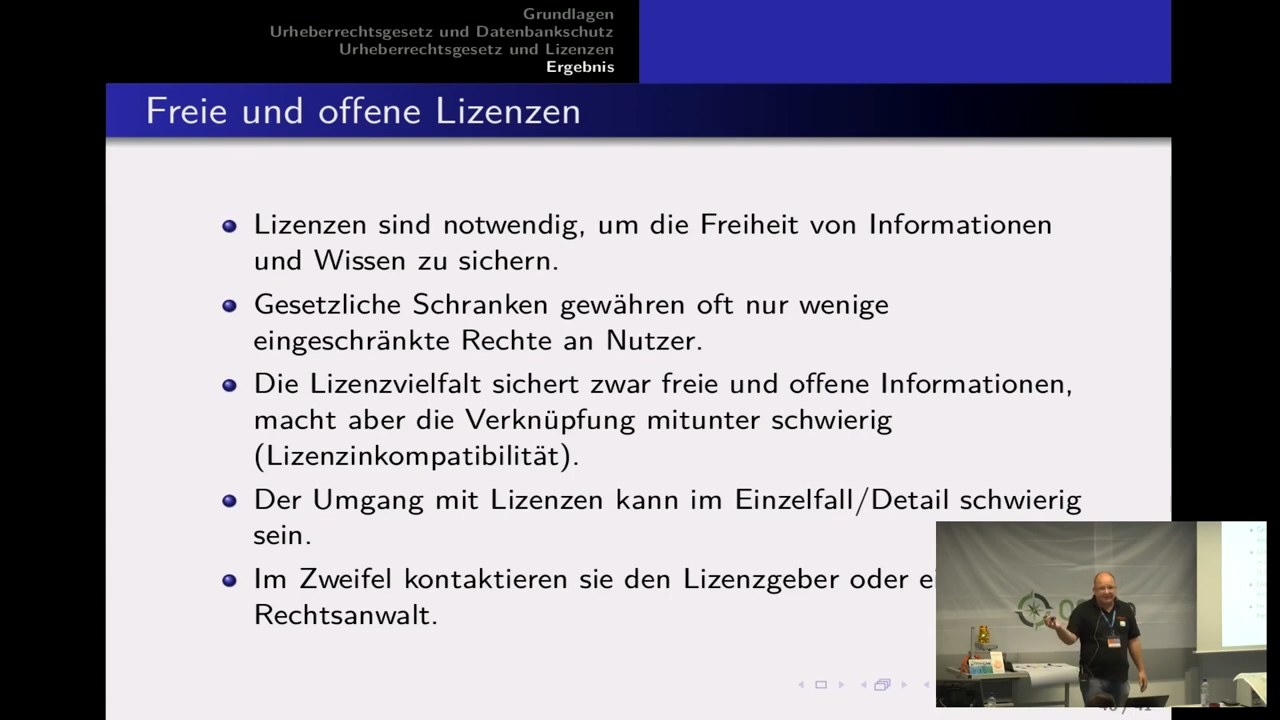 Grundlagen
Urheberrechtsgesetz und Datenbankschutz
Urheberrechtsgesetz und Lizenzen
Ergebnis
Freie und offene Lizenzen
Lizenzen sind notwendig, um die Freiheit von Informationen
und Wissen zu sichern.
Gesetzliche Schranken gewähren oft nur wenige
eingeschränkte Rechte an Nutzer.
Die Lizenzvielfalt sichert zwar freie und offene Informationen,
macht aber die Verknüpfung mitunter schwierig
(Lizenzinkompatibilität).
Der Umgang mit Lizenzen kann im Einzelfall/Detail schwierig
sein.
Im Zweifel kontaktieren sie den Lizenzgeber oder
Rechtsanwalt.